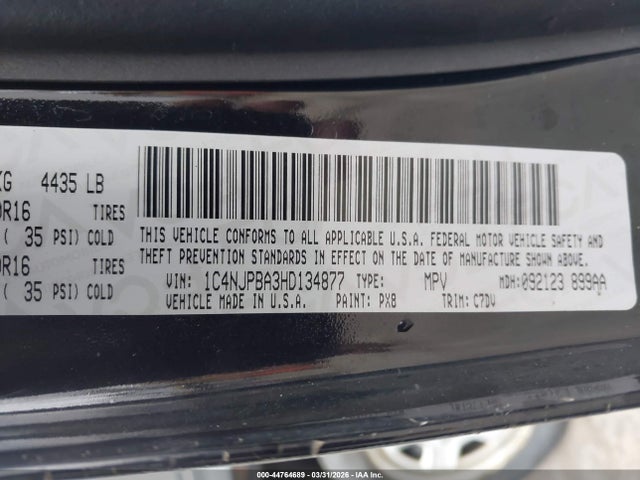 KG 4435 LB
0R16 TIRES
( 35 PSI) COLD
0R16 TIRES
( 35 PSI) COLD
THIS VEHICLE CONFORMS TO ALL APPLICABLE U.S.A. FEDERAL MOTOR VEHICLE SAFETY AND
THEFT PREVENTION STANDARDS IN EFFECT ON THE DATE OF MANUFACTURE SHOWN ABOVE.
VIN: 1C4NJPBA3HD134877 TYPE: MPV MDH: 092123 899AA
VEHICLE MADE IN U.S.A. PAINT: PX8 TRIM: C7DV
000-44764689 - 03/31/2026 - IAA Inc.